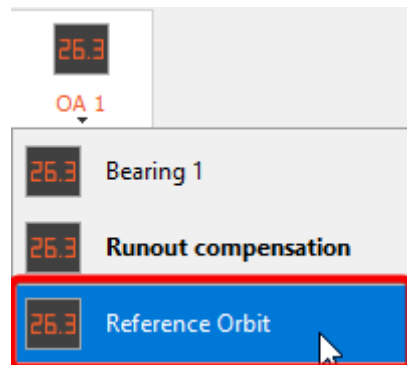 26.3
OA 1
26.3 Bearing 1
26.3 Runout compensation
26.3 Reference Orbit